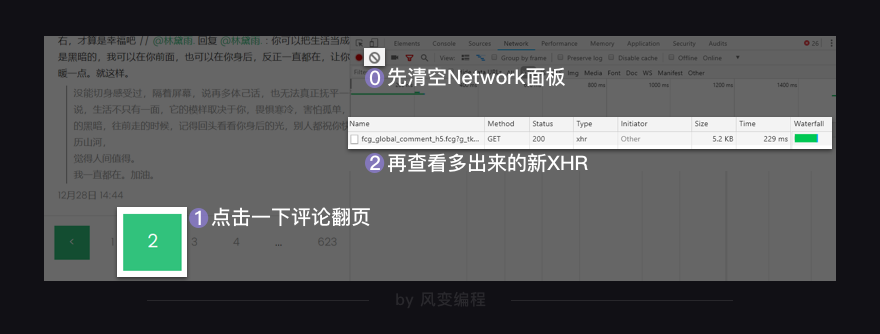 右，才算是幸福吧 // @林黛雨. 回复 @林黛雨. : 你可以把生活当成
是黑暗的，我可以在你前面，也可以在你身后，反正一直都在，让你
暖一点。就这样。
没能切身感受过，隔着屏幕，说再多体己话，也无法真正抚平一
说，生活不只有一面，它的模样取决于你，畏惧寒冷，害怕孤单，
的黑暗，往前走的时候，记得回头看看你身后的光，别人都祝你
历山河，
觉得人间值得。
我一直都在。加油。
12月28日 14:44
< 1 2 3 4 ... 623
① 点击一下评论翻页
Elements Console Sources Network Performance Memory Application Security Audits 26
View: Group by frame Preserve log Disable cache Offline Online
Img Media Font Doc WS Manifest Other
⓪ 先清空Network面板
800 ms 1000 ms 1200 ms 1400 ms
Name Method Status Type Initiator Size Time Waterfall
fcg_global_comment_h5.fcg?g_tk... GET 200 xhr Other 5.2 KB 229 ms
② 再查看多出来的新XHR
by 风变编程